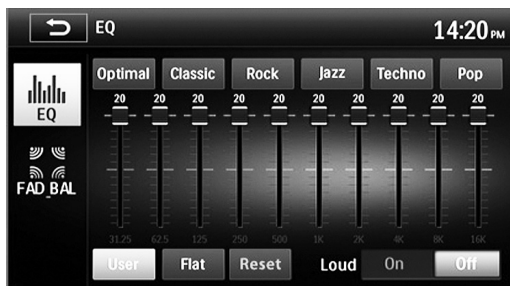 EQ 14:20 PM
Optimal Classic Rock Jazz Techno Pop
EQ
20 20 20 20 20 20 20 20 20 20
FAD_BAL
31.25 62.5 125 250 500 1K 2K 4K 8K 16K
User Flat Reset Loud On Off